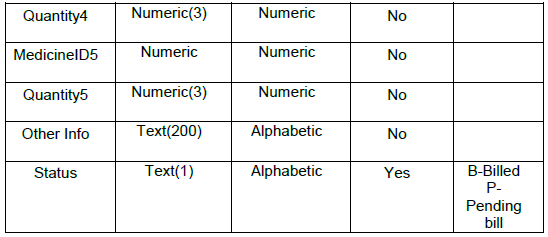 Quantity4 Numeric(3) Numeric No
MedicineID5 Numeric Numeric No
Quantity5 Numeric(3) Numeric No
Other Info Text(200) Alphabetic No
Status Text(1) Alphabetic Yes B-Billed
P-
Pending
bill